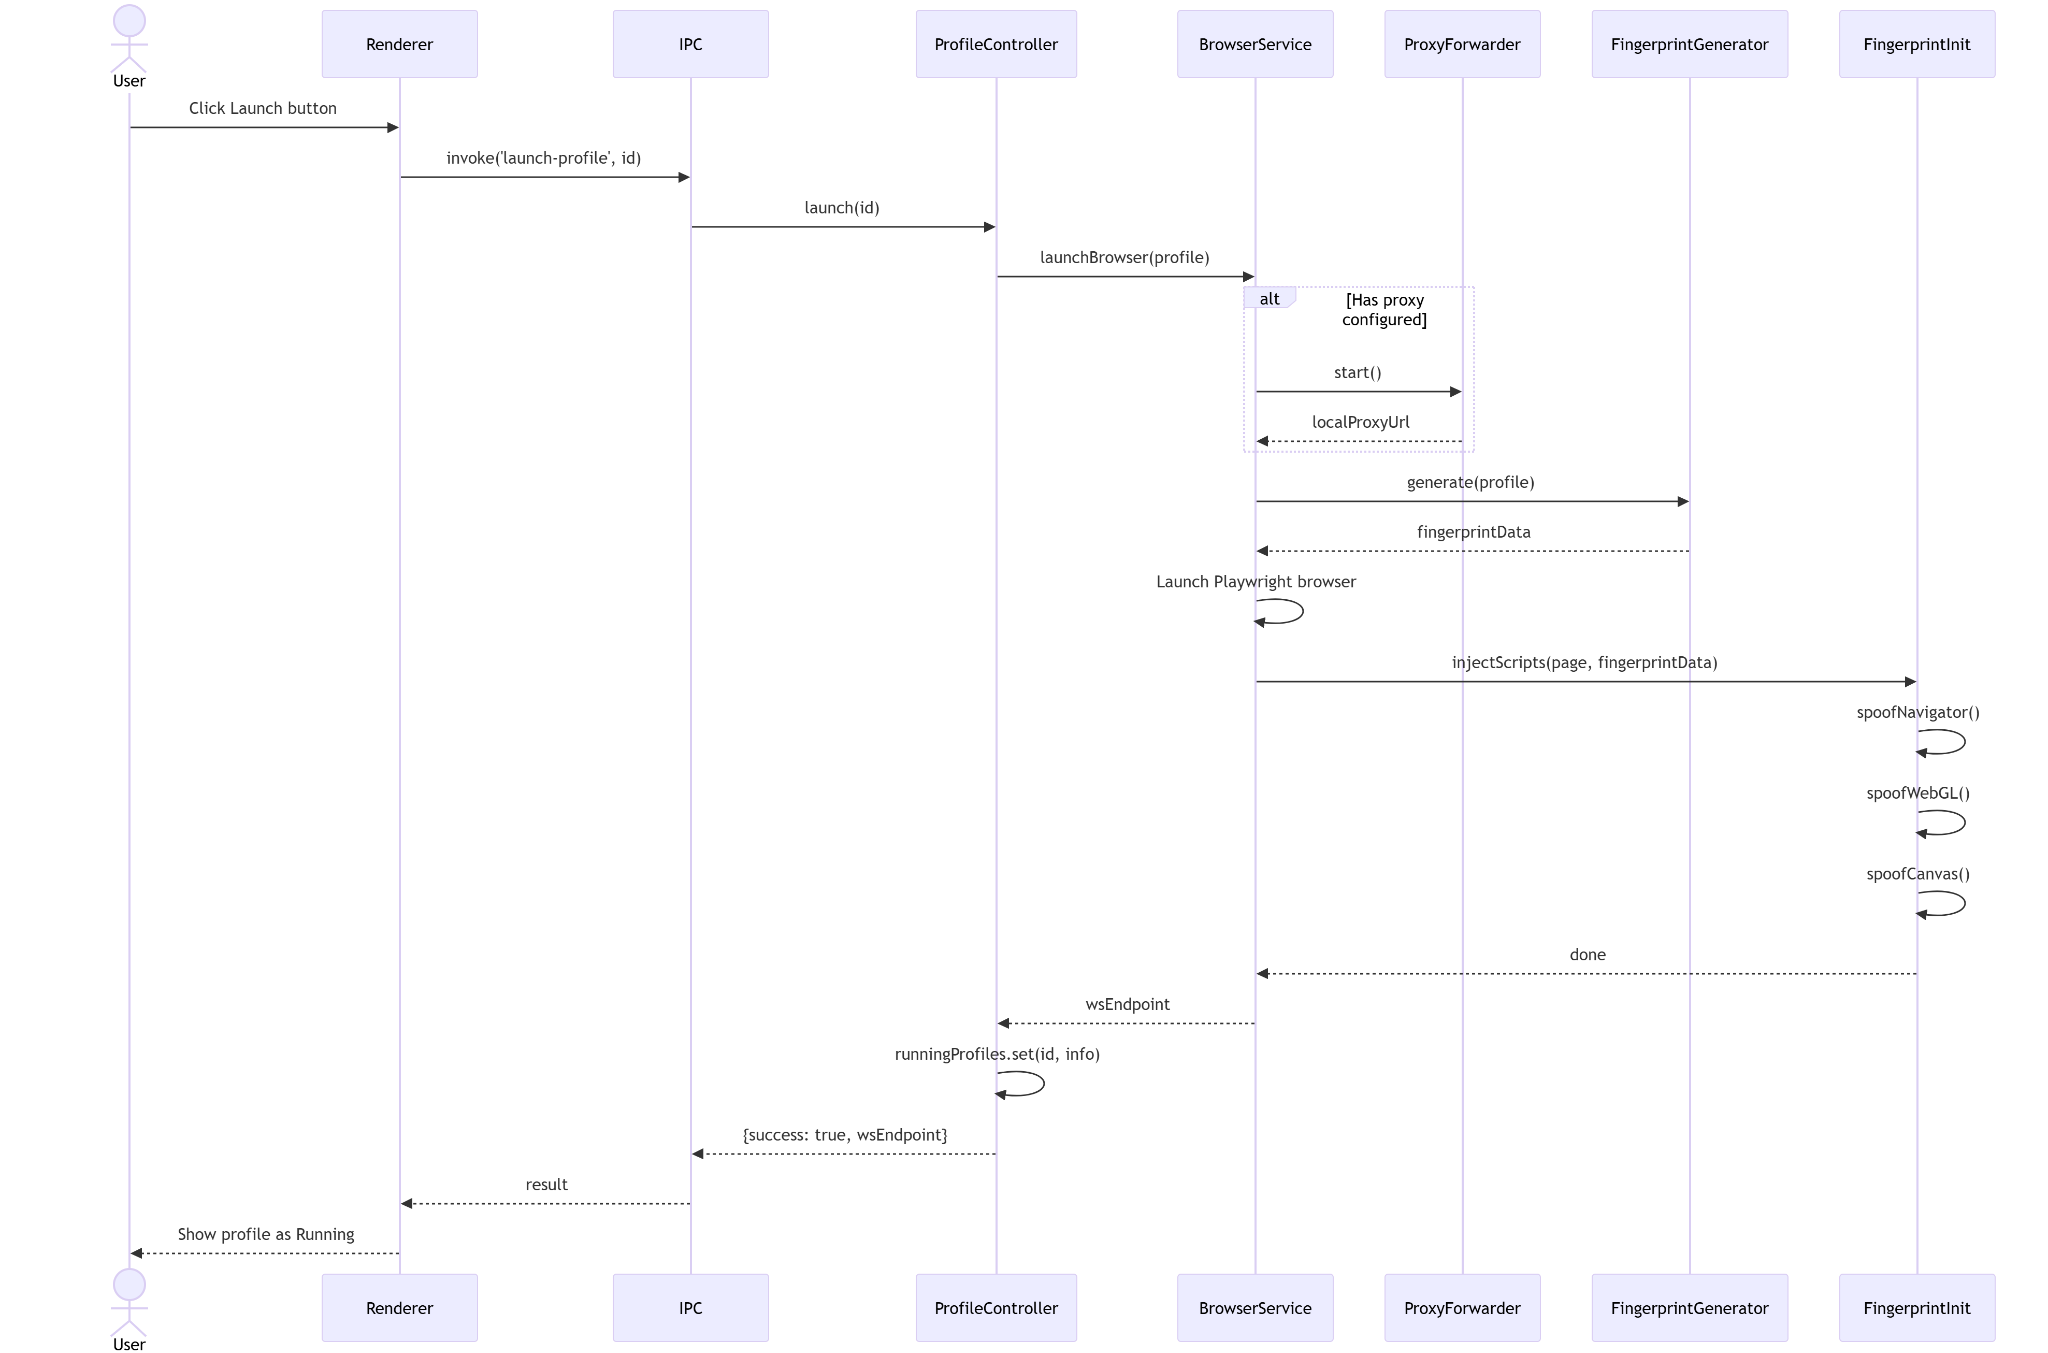 User
Renderer
IPC
ProfileController
BrowserService
ProxyForwarder
FingerprintGenerator
FingerprintInit
Click Launch button
invoke('launch-profile', id)
launch(id)
launchBrowser(profile)
alt
[Has proxy
configured]
start()
localProxyUrl
generate(profile)
fingerprintData
Launch Playwright browser
injectScripts(page, fingerprintData)
spoofNavigator()
spoofWebGL()
spoofCanvas()
done
wsEndpoint
runningProfiles.set(id, info)
{success: true, wsEndpoint}
result
Show profile as Running
User
Renderer
IPC
ProfileController
BrowserService
ProxyForwarder
FingerprintGenerator
FingerprintInit